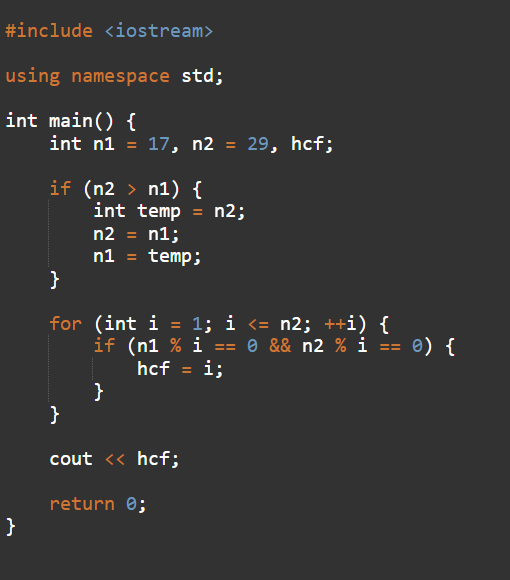 #include <iostream>
using namespace std;
int main() {
int n1 = 17, n2 = 29, hcf;
if (n2 > n1) {
int temp = n2;
n2 = n1;
n1 = temp;
}
for (int i = 1; i <= n2; ++i) {
if (n1 % i == 0 && n2 % i == 0) {
hcf = i;
}
}
cout << hcf;
return 0;
}